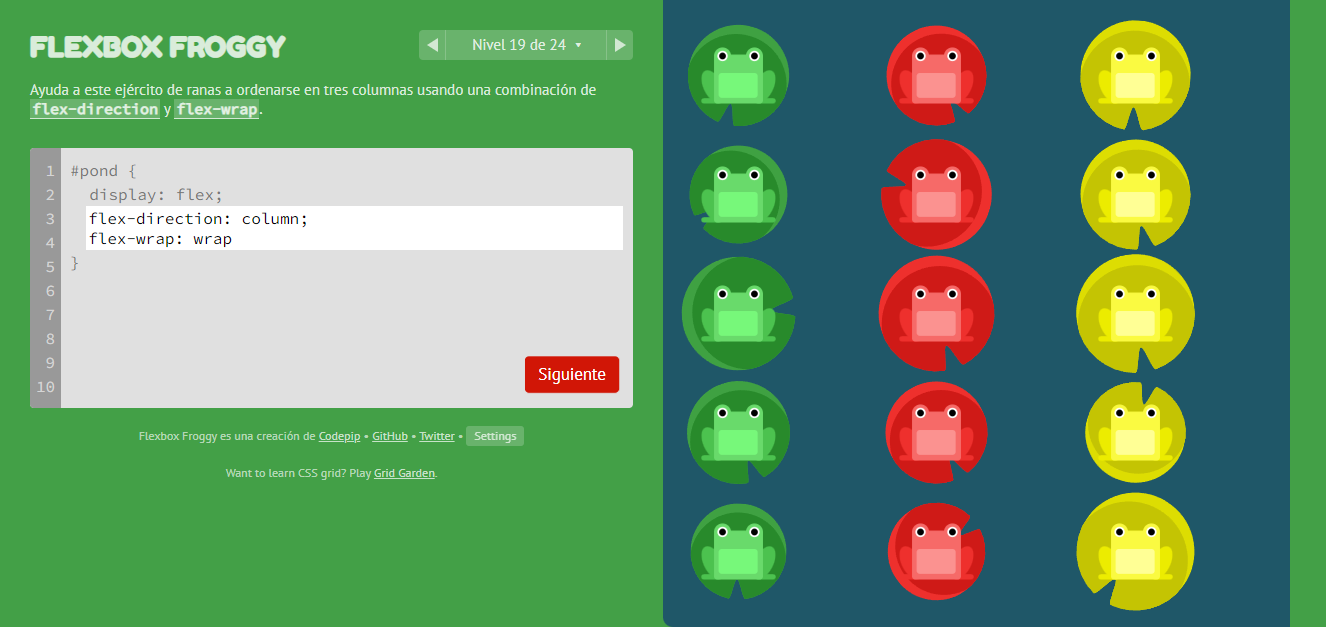 FLEXBOX FROGGY
Nivel 19 de 24
Ayuda a este ejército de ranas a ordenarse en tres columnas usando una combinación de
flex-direction y flex-wrap.
1 #pond {
2 display: flex;
3 flex-direction: column;
4 flex-wrap: wrap
5 }
6
7
8
9
10
Siguiente
Flexbox Froggy es una creación de Codepip • GitHub • Twitter • Settings
Want to learn CSS grid? Play Grid Garden.